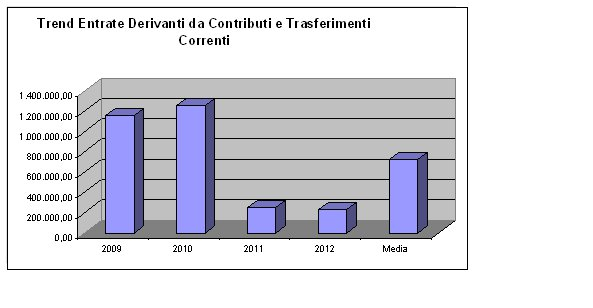 Trend Entrate Derivanti da Contributi e Trasferimenti
Correnti
1.400.000,00
1.200.000,00
1.000.000,00
800.000,00
600.000,00
400.000,00
200.000,00
0,00
2009 2010 2011 2012 Media